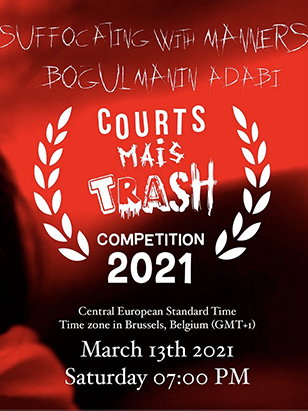 SUFFOCATING WITH MANNERS
BOGULMANIN ADABI
COURTS
MAIS
TRASH
COMPETITION
2021
Central European Standard Time
Time zone in Brussels, Belgium (GMT+1)
March 13th 2021
Saturday 07:00 PM